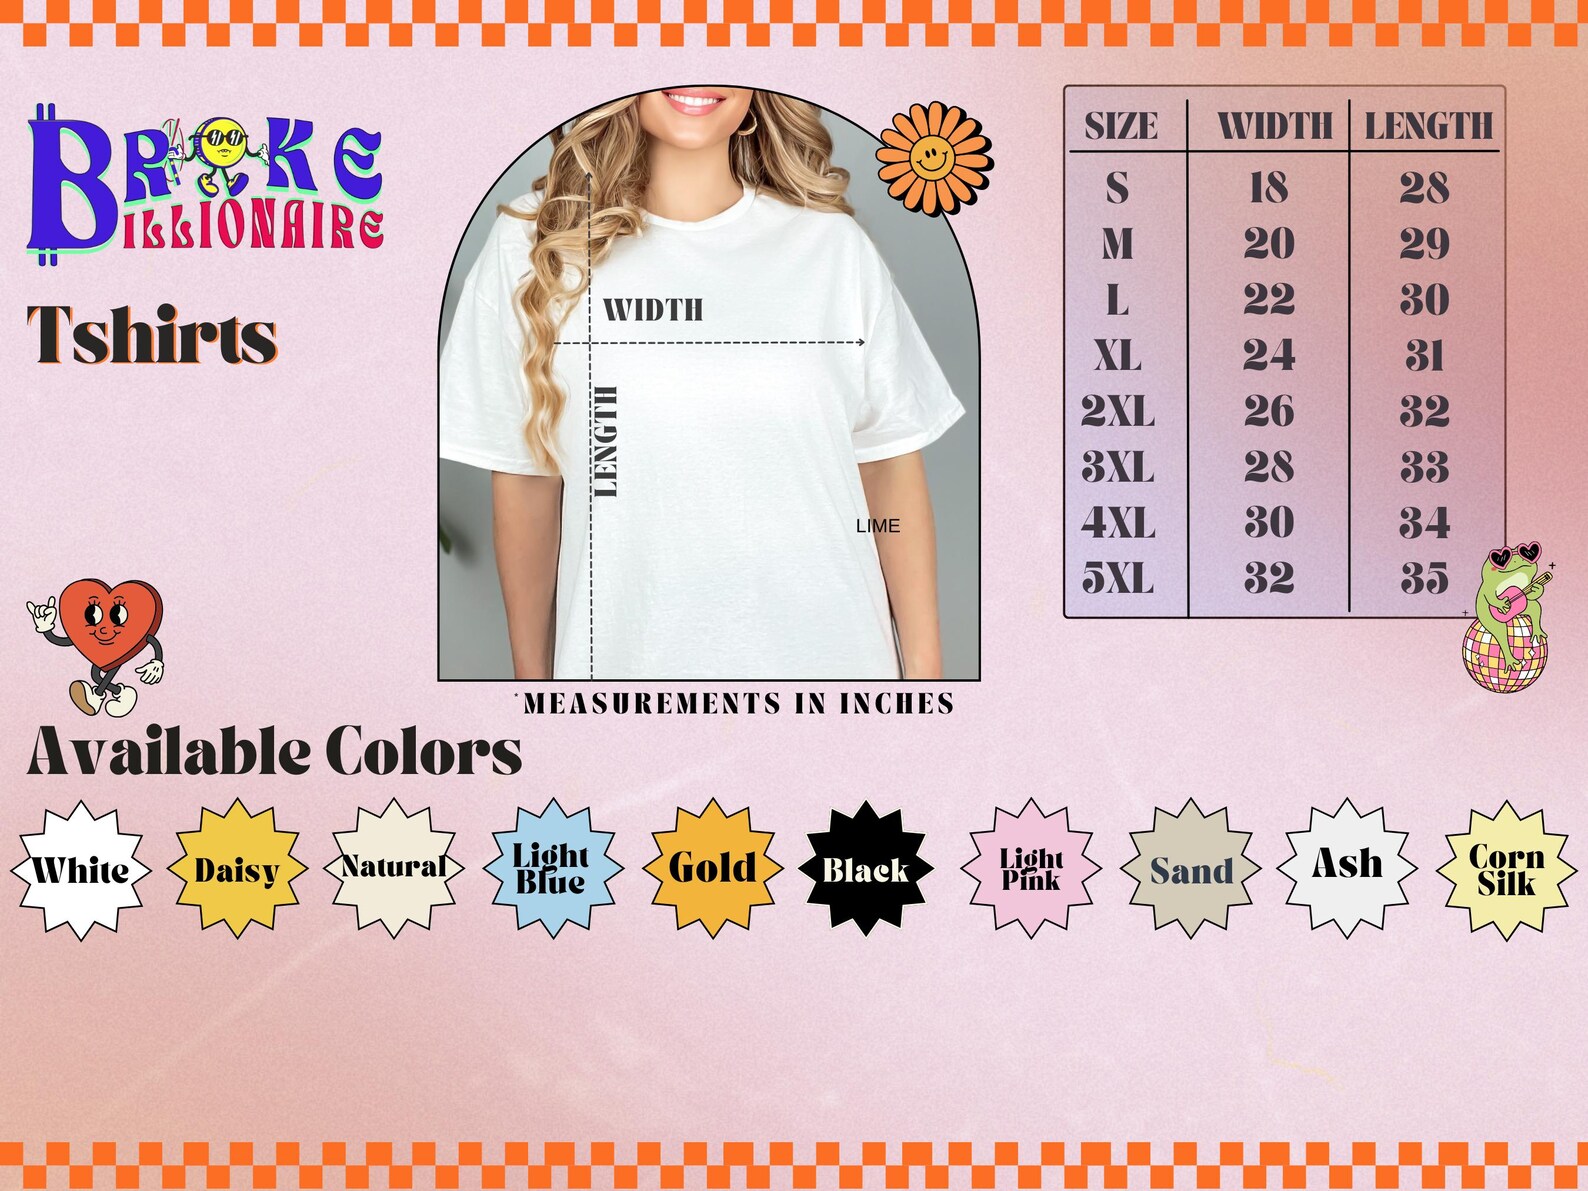 BROKE
BILLIONAIRE
Tshirts
WIDTH
LENGTH
LIME
*MEASUREMENTS IN INCHES
SIZE WIDTH LENGTH
S 18 28
M 20 29
L 22 30
XL 24 31
2XL 26 32
3XL 28 33
4XL 30 34
5XL 32 35
Available Colors
White
Daisy
Natural
Light
Blue
Gold
Black
Light
Pink
Sand
Ash
Corn
Silk